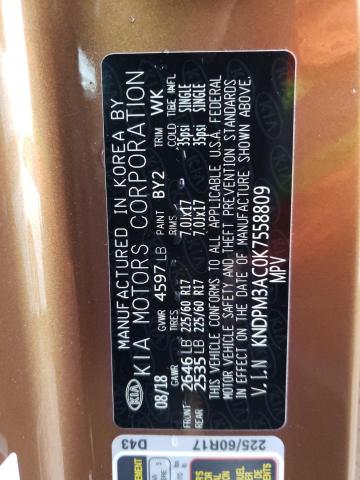 MANUFACTURED IN KOREA BY
KIA MOTORS CORPORATION
KIA
08/18 GVWR 4597 LB PAINT BY2 TRIM WK
GAWR RIMS COLD TIRE INFL
FRONT 2646 LB 225/60 R17 7.0Jx17 35psi SINGLE
REAR 2535 LB 225/60 R17 7.0Jx17 35psi SINGLE
THIS VEHICLE CONFORMS TO ALL APPLICABLE U.S.A. FEDERAL
MOTOR VEHICLE SAFETY AND THEFT PREVENTION STANDARDS
IN EFFECT ON THE DATE OF MANUFACTURE SHOWN ABOVE.
V.I.N KNDPM3AC0K7558809
MPV
D43
225/60R17